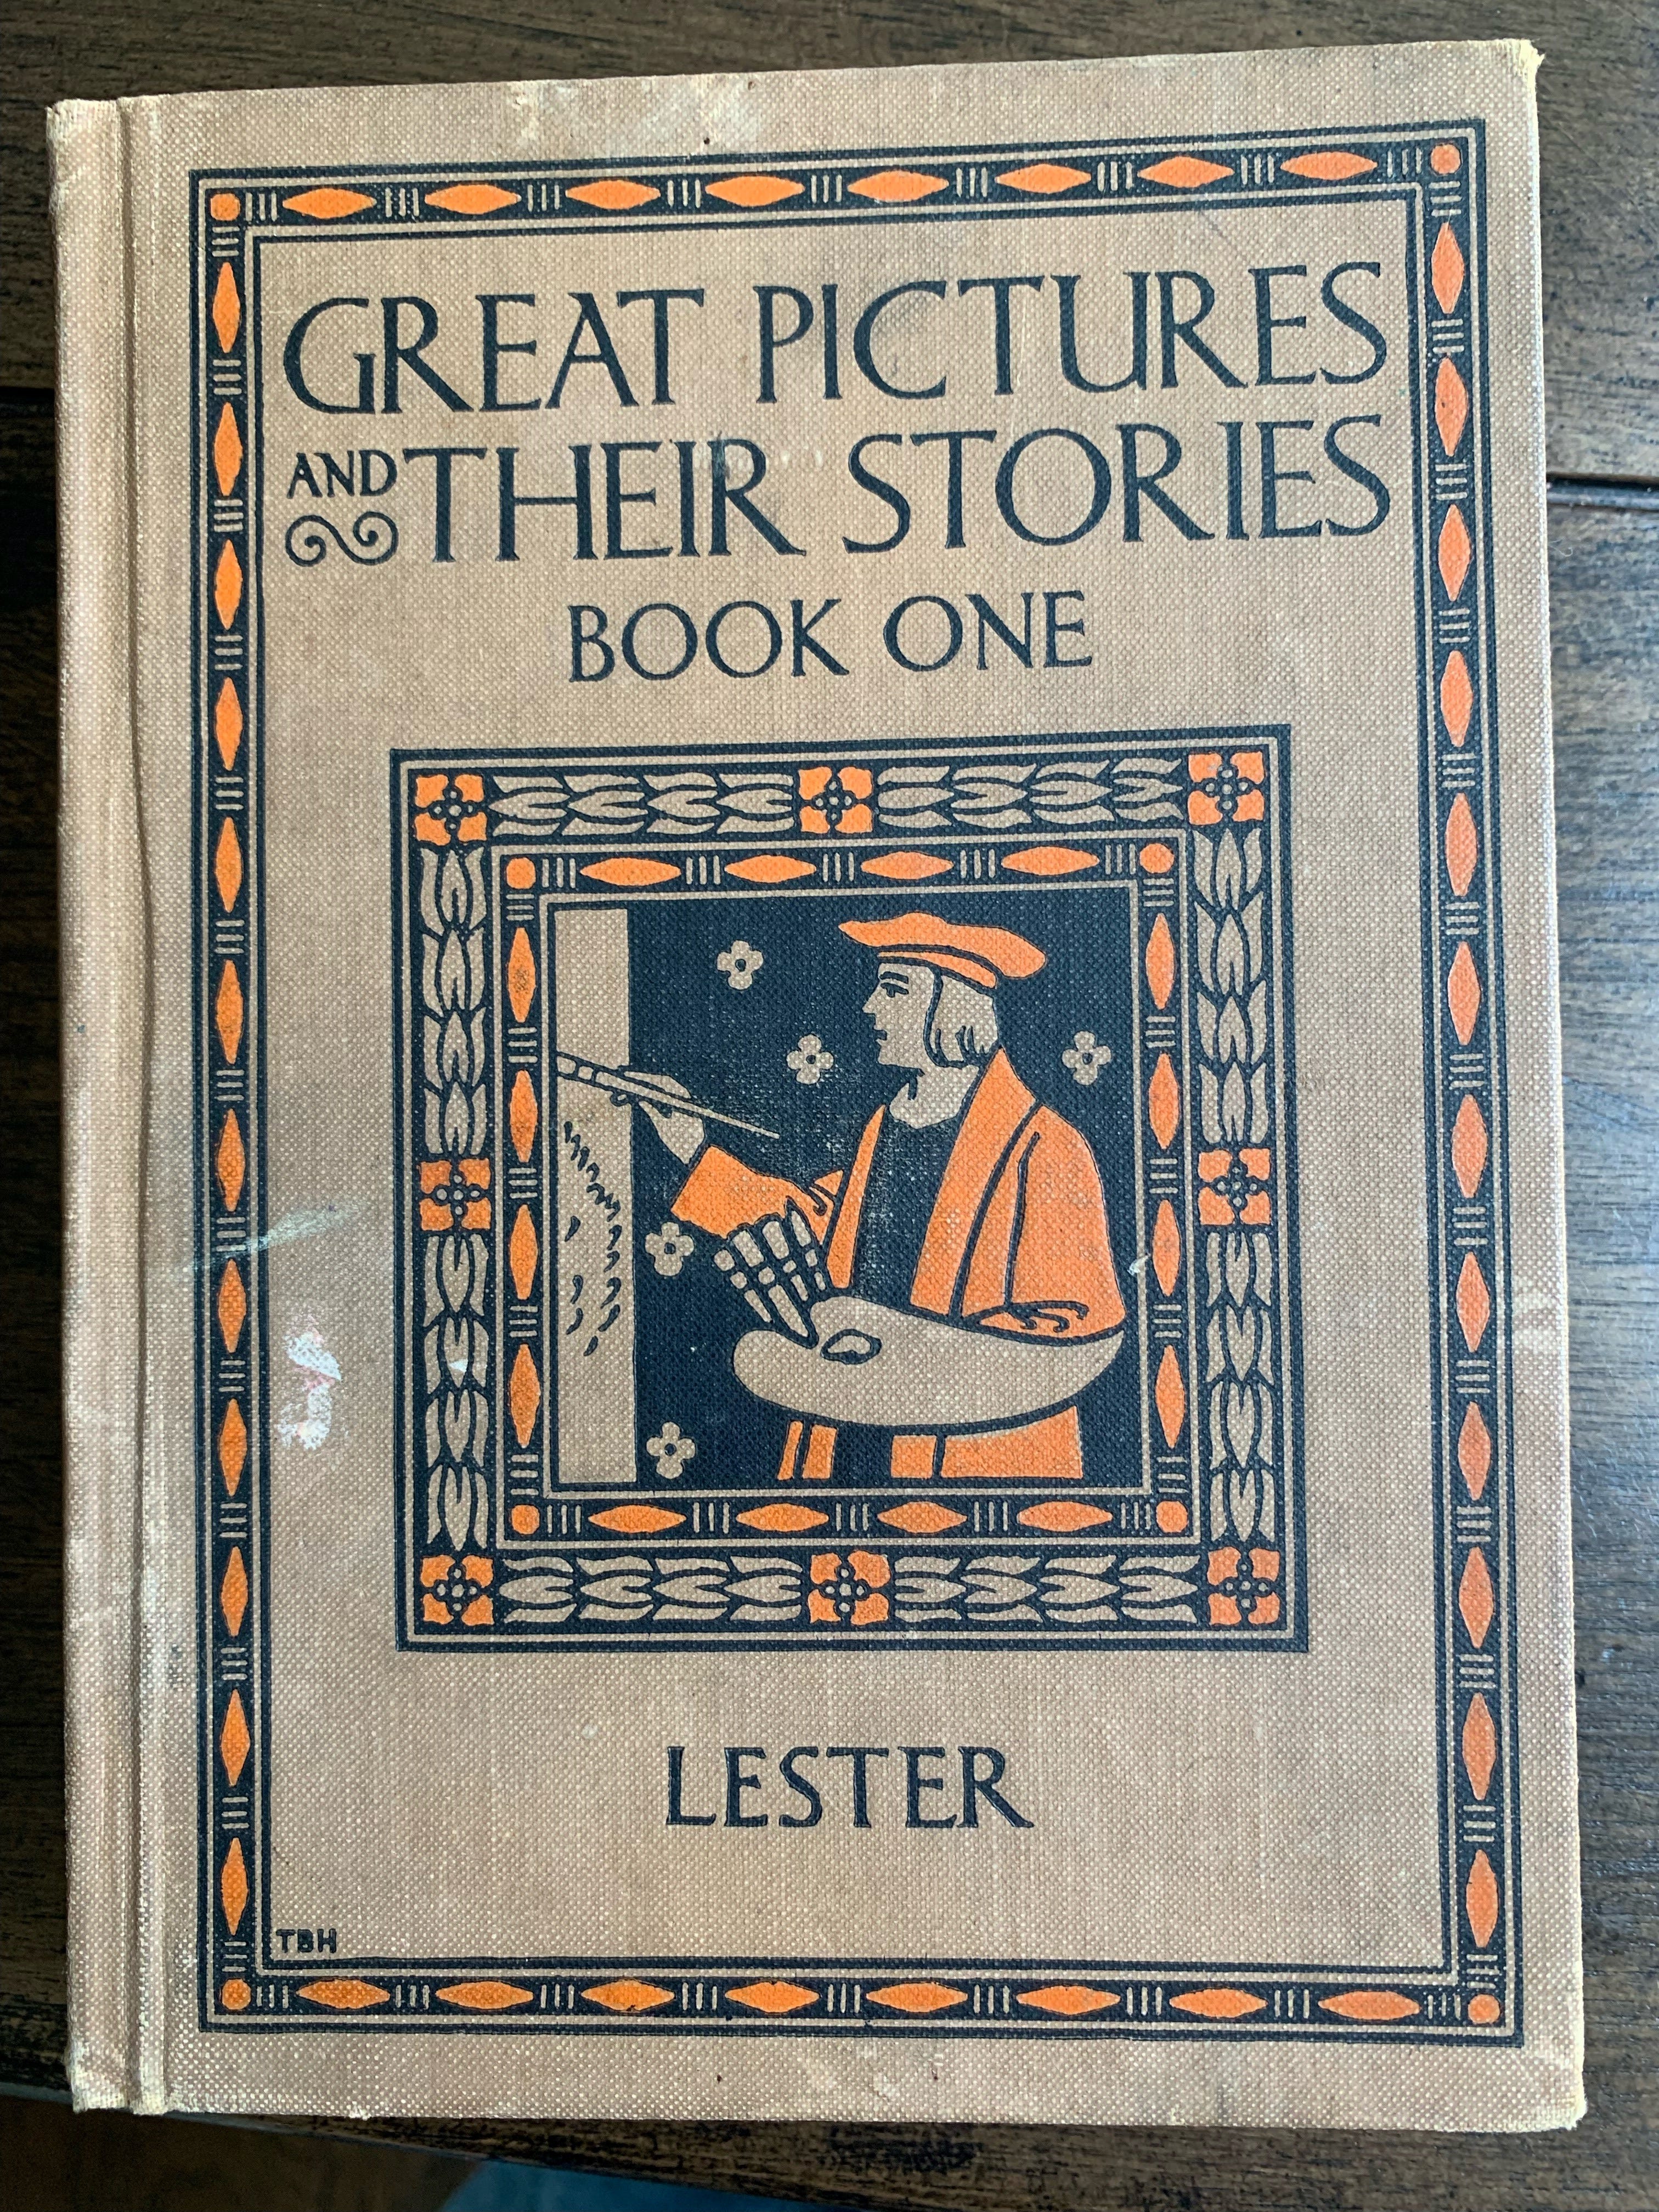 GREAT PICTURES
AND THEIR STORIES
BOOK ONE
LESTER
TBH